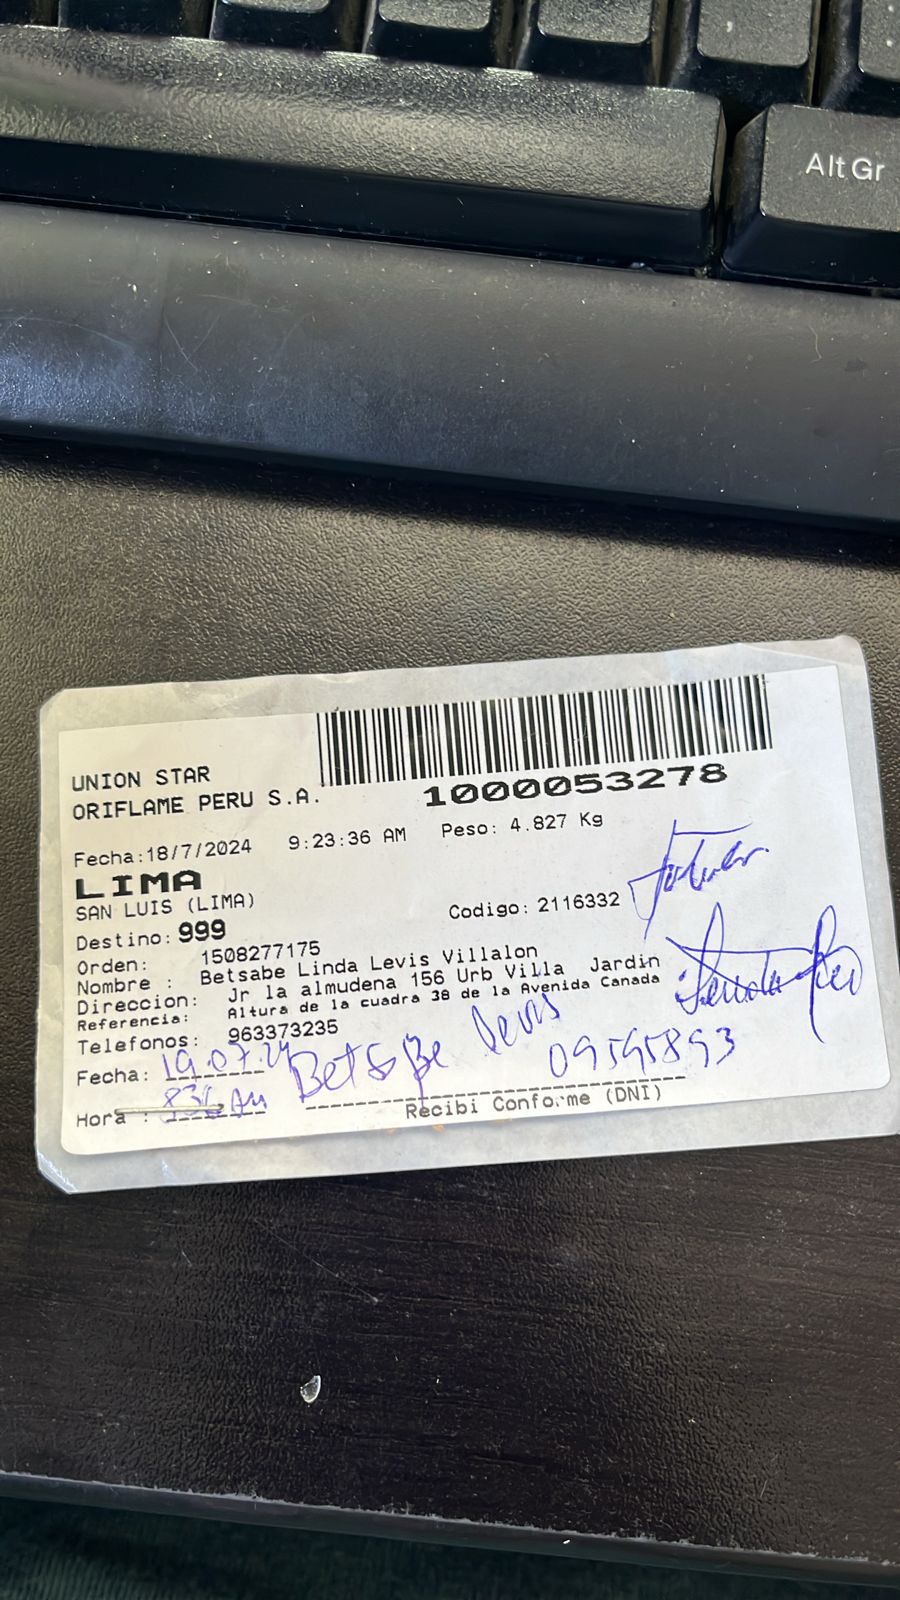 Alt Gr
UNION STAR
ORIFLAME PERU S.A.
1000053278
Fecha:18/7/2024 9:23:36 AM Peso: 4.827 Kg
LIMA
SAN LUIS (LIMA)
Codigo: 2116332
Destino: 999
Orden: 1508277175
Nombre : Betsabe Linda Levis Villalon
Direccion: Jr la almudena 156 Urb Villa Jardin
Referencia: Altura de la cuadra 38 de la Avenida Canada
Telefonos: 963373235
Fecha: 19.07.24 Betsabe Levis 09595893
Hora : 836 AM
Recibi Conforme (DNI)